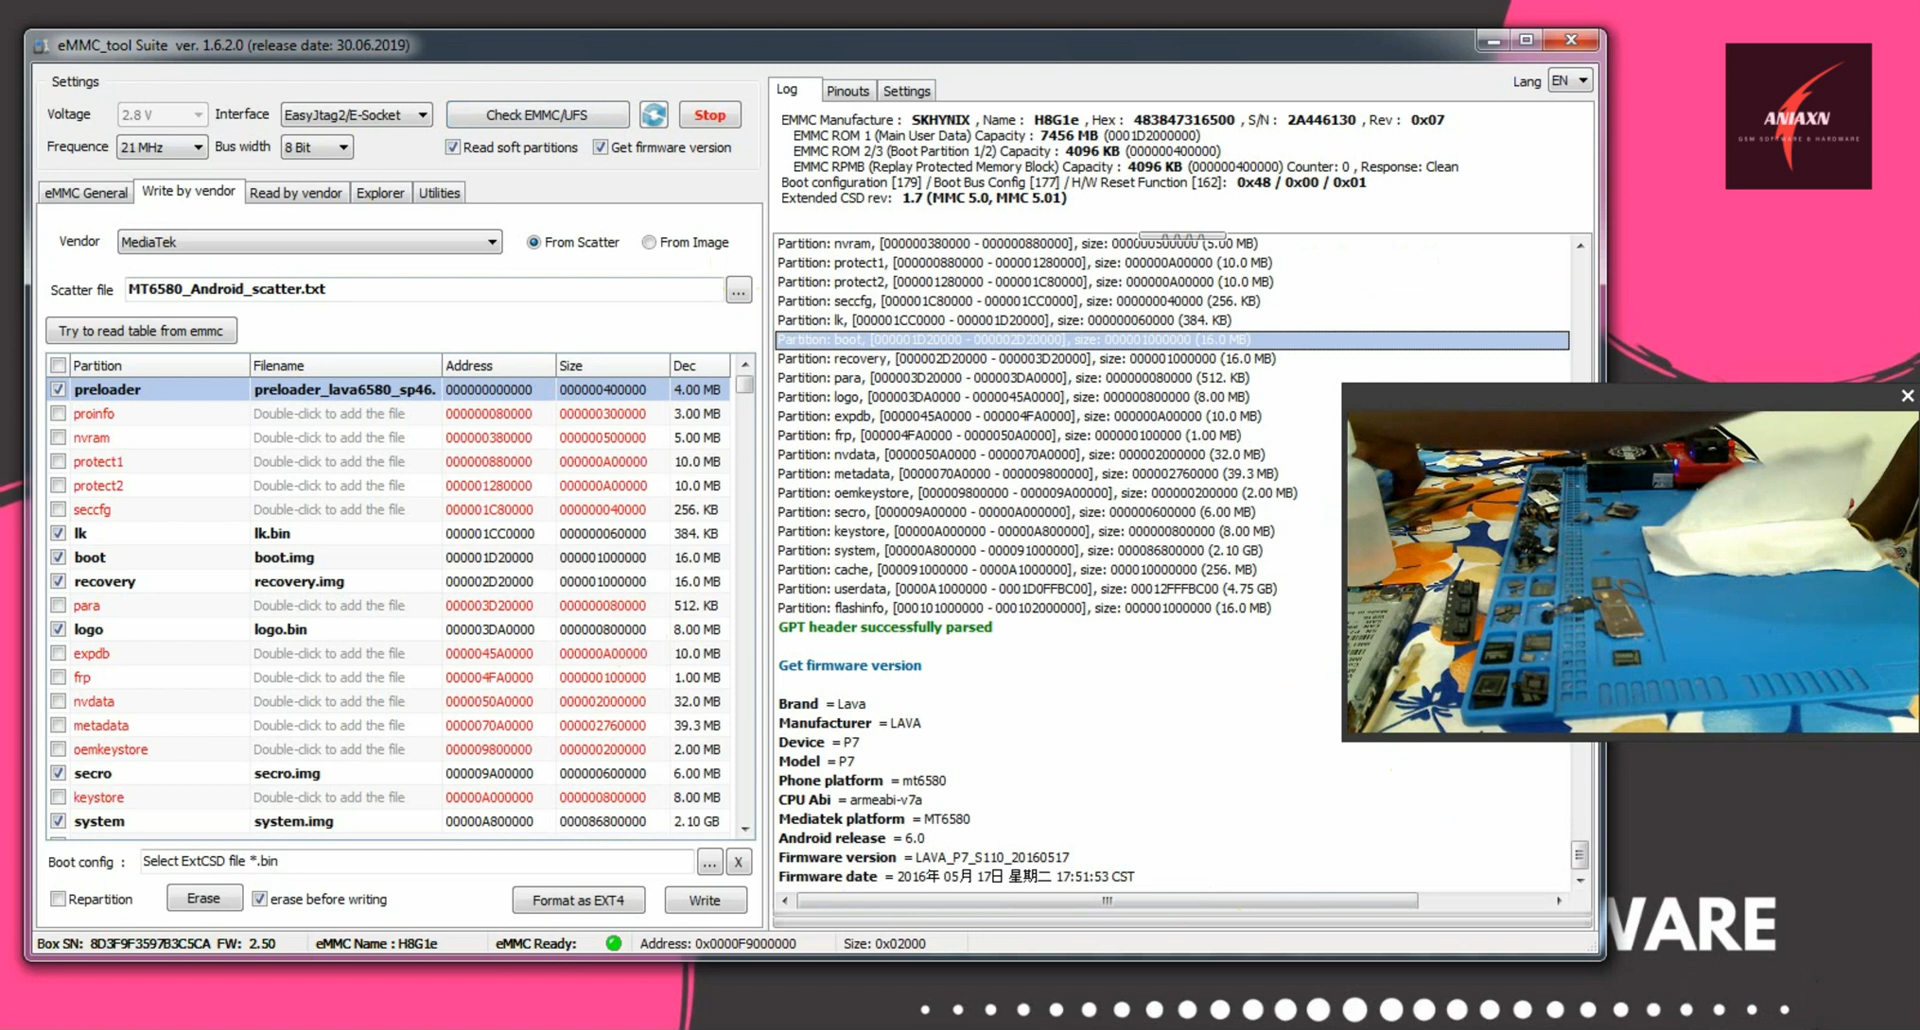 eMMC_tool Suite ver. 1.6.2.0 (release date: 30.06.2019)
Settings
Voltage 2.8 V Interface EasyJtag2/E-Socket Check EMMC/UFS Stop
Frequency 21 MHz Bus width 8 Bit Read soft partitions Get firmware version
eMMC General Write by vendor Read by vendor Explorer Utilities
Vendor MediaTek From Scatter From Image
Scatter file MT6580_Android_scatter.txt ...
Try to read table from emmc
Partition Filename Address Size Dec
preloader preloader_lava6580_sp46. 000000000000 000000400000 4.00 MB
proinfo Double-click to add the file 000000080000 000000300000 3.00 MB
nvram Double-click to add the file 000000380000 000000500000 5.00 MB
protect1 Double-click to add the file 000000880000 000000A00000 10.0 MB
protect2 Double-click to add the file 000001280000 000000A00000 10.0 MB
seccfg Double-click to add the file 000001C80000 000000040000 256. KB
lk lk.bin 000001CC0000 000000060000 384. KB
boot boot.img 000001D20000 000001000000 16.0 MB
recovery recovery.img 000002D20000 000001000000 16.0 MB
para Double-click to add the file 000003D20000 000000080000 512. KB
logo logo.bin 000003DA0000 000000800000 8.00 MB
expdb Double-click to add the file 0000045A0000 000000A00000 10.0 MB
frp Double-click to add the file 000004FA0000 000000100000 1.00 MB
nvdata Double-click to add the file 0000050A0000 000002000000 32.0 MB
metadata Double-click to add the file 0000070A0000 000002760000 39.3 MB
oemkeystore Double-click to add the file 000009800000 000000200000 2.00 MB
secro secro.img 000009A00000 000000600000 6.00 MB
keystore Double-click to add the file 00000A000000 000000800000 8.00 MB
system system.img 00000A800000 000086800000 2.10 GB
Boot config : Select ExtCSD file *.bin ... X
Repartition Erase erase before writing Format as EXT4 Write
Box SN: 8D3F9F3597B3C5CA FW: 2.50 eMMC Name : H8G1e eMMC Ready: Address: 0x0000F9000000 Size: 0x02000
Log Pinouts Settings Lang EN
EMMC Manufacture : SKHYNIX , Name : H8G1e , Hex : 483847316500 , S/N : 2A446130 , Rev : 0x07
EMMC ROM 1 (Main User Data) Capacity : 7456 MB (0001D2000000)
EMMC ROM 2/3 (Boot Partition 1/2) Capacity : 4096 KB (000000400000)
EMMC RPMB (Replay Protected Memory Block) Capacity : 4096 KB (000000400000) Counter: 0 , Response: Clean
Boot configuration [179] / Boot Bus Config [177] / H/W Reset Function [162]: 0x48 / 0x00 / 0x01
Extended CSD rev: 1.7 (MMC 5.0, MMC 5.01)
Partition: nvram, [000000380000 - 000000880000], size: 000000500000 (5.00 MB)
Partition: protect1, [000000880000 - 000001280000], size: 000000A00000 (10.0 MB)
Partition: protect2, [000001280000 - 000001C80000], size: 000000A00000 (10.0 MB)
Partition: seccfg, [000001C80000 - 000001CC0000], size: 000000040000 (256. KB)
Partition: lk, [000001CC0000 - 000001D20000], size: 000000060000 (384. KB)
Partition: boot, [000001D20000 - 000002D20000], size: 000001000000 (16.0 MB)
Partition: recovery, [000002D20000 - 000003D20000], size: 000001000000 (16.0 MB)
Partition: para, [000003D20000 - 000003DA0000], size: 000000080000 (512. KB)
Partition: logo, [000003DA0000 - 0000045A0000], size: 000000800000 (8.00 MB)
Partition: expdb, [0000045A0000 - 000004FA0000], size: 000000A00000 (10.0 MB)
Partition: frp, [000004FA0000 - 0000050A0000], size: 000000100000 (1.00 MB)
Partition: nvdata, [0000050A0000 - 0000070A0000], size: 000002000000 (32.0 MB)
Partition: metadata, [0000070A0000 - 000009800000], size: 000002760000 (39.3 MB)
Partition: oemkeystore, [000009800000 - 000009A00000], size: 000000200000 (2.00 MB)
Partition: secro, [000009A00000 - 00000A000000], size: 000000600000 (6.00 MB)
Partition: keystore, [00000A000000 - 00000A800000], size: 000000800000 (8.00 MB)
Partition: system, [00000A800000 - 000091000000], size: 000086800000 (2.10 GB)
Partition: cache, [000091000000 - 0000A1000000], size: 000010000000 (256. MB)
Partition: userdata, [0000A1000000 - 0001D0FFBC00], size: 00012FFFBC00 (4.75 GB)
Partition: flashinfo, [000101000000 - 000102000000], size: 000001000000 (16.0 MB)
GPT header successfully parsed
Get firmware version
Brand = Lava
Manufacturer = LAVA
Device = P7
Model = P7
Phone platform = mt6580
CPU Abi = armeabi-v7a
Mediatek platform = MT6580
Android release = 6.0
Firmware version = LAVA_P7_S110_20160517
Firmware date = 2016年 05月 17日 星期二 17:51:53 CST
ANIAXN
GSM SOFTWARE & HARDWARE
WARE